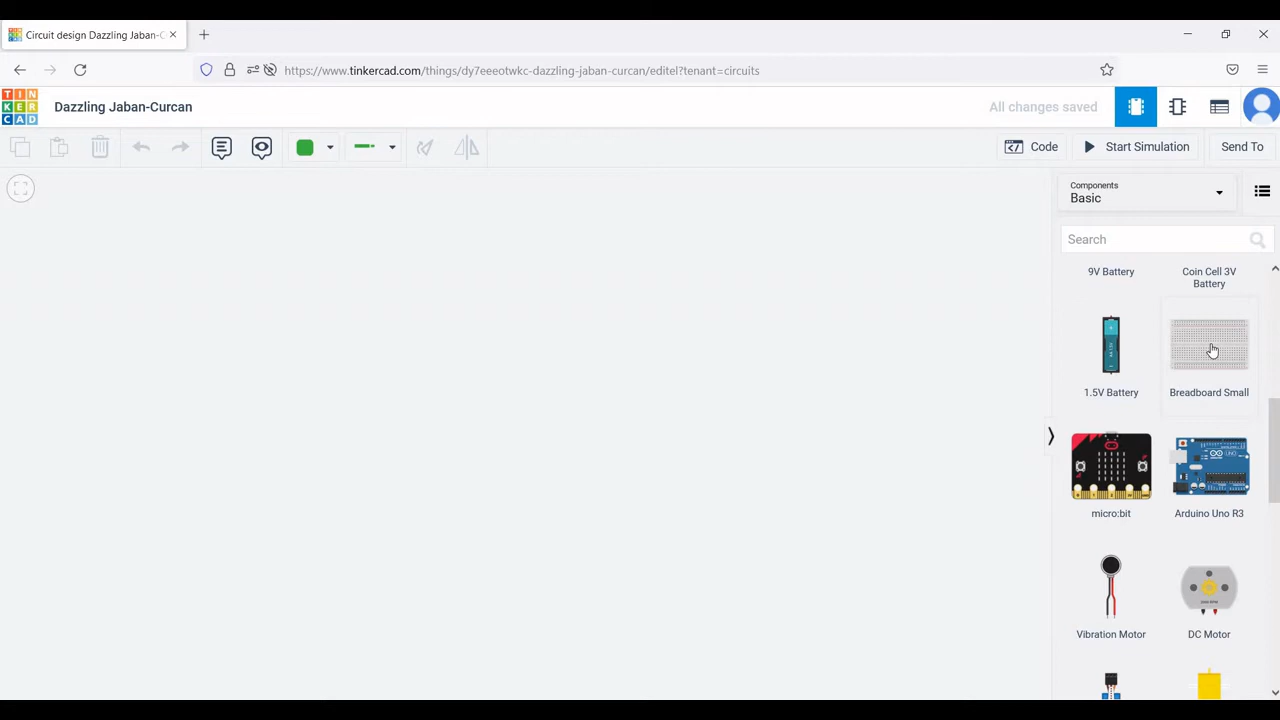 Circuit design Dazzling Jaban-C
https://www.tinkercad.com/things/dy7eeeotwkc-dazzling-jaban-curcan/editel?tenant=circuits
TIN
KER
CAD
Dazzling Jaban-Curcan
All changes saved
Code
Start Simulation
Send To
Components
Basic
Search
9V Battery
Coin Cell 3V
Battery
1.5V Battery
Breadboard Small
micro:bit
Arduino Uno R3
Vibration Motor
DC Motor